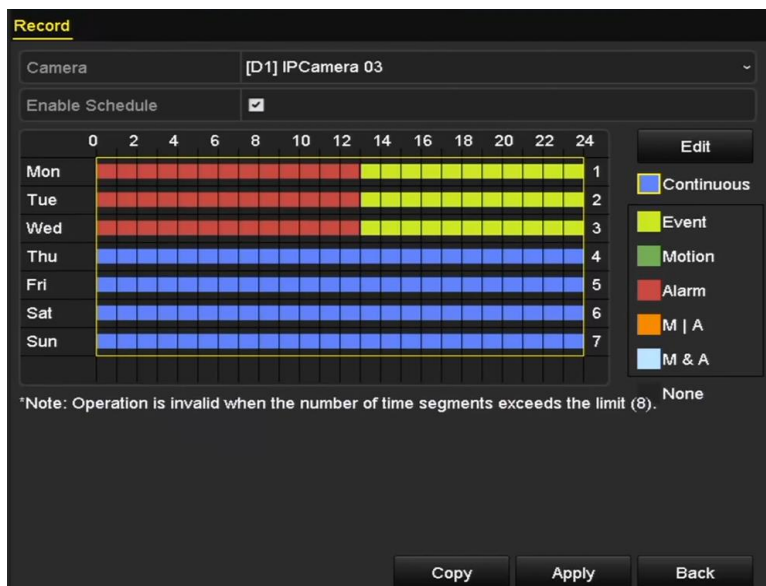 Record
Camera [D1] IPCamera 03
Enable Schedule
0 2 4 6 8 10 12 14 16 18 20 22 24
Edit
Mon 1
Continuous
Tue 2
Wed 3
Event
Thu 4
Motion
Fri 5
Alarm
Sat 6
M | A
Sun 7
M & A
None
*Note: Operation is invalid when the number of time segments exceeds the limit (8).
Copy Apply Back